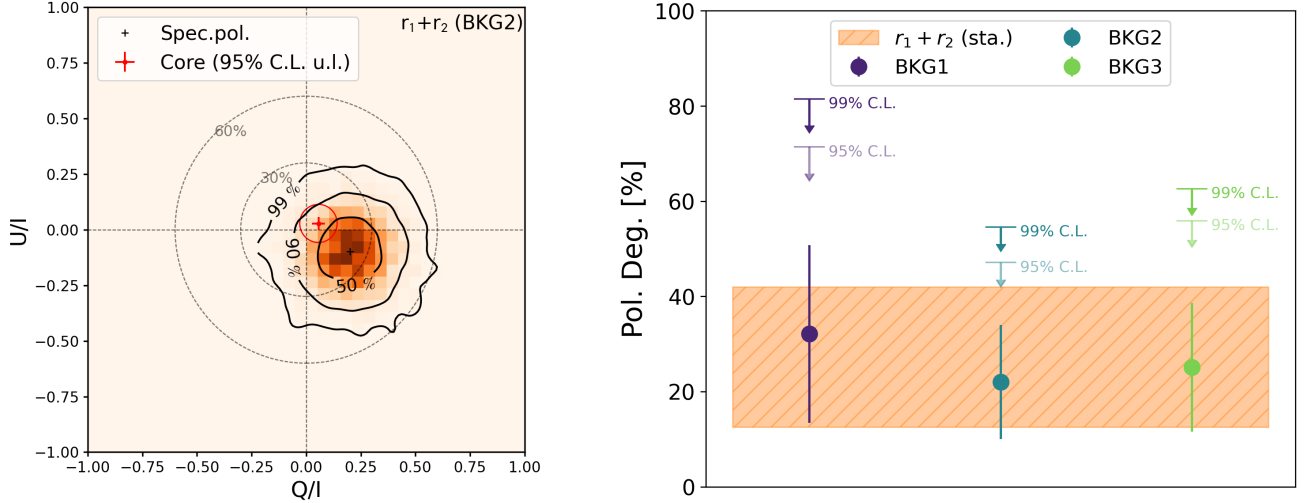 r₁+r₂ (BKG2)
Spec.pol.
Core (95% C.L. u.l.)
60%
30%
99 %
90 %
50 %
1.00
0.75
0.50
0.25
0.00
−0.25
−0.50
−0.75
−1.00
U/I
−1.00 −0.75 −0.50 −0.25 0.00 0.25 0.50 0.75 1.00
Q/I
r₁ + r₂ (sta.)
BKG1
BKG2
BKG3
99% C.L.
95% C.L.
99% C.L.
95% C.L.
99% C.L.
95% C.L.
100
80
60
40
20
0
Pol. Deg. [%]